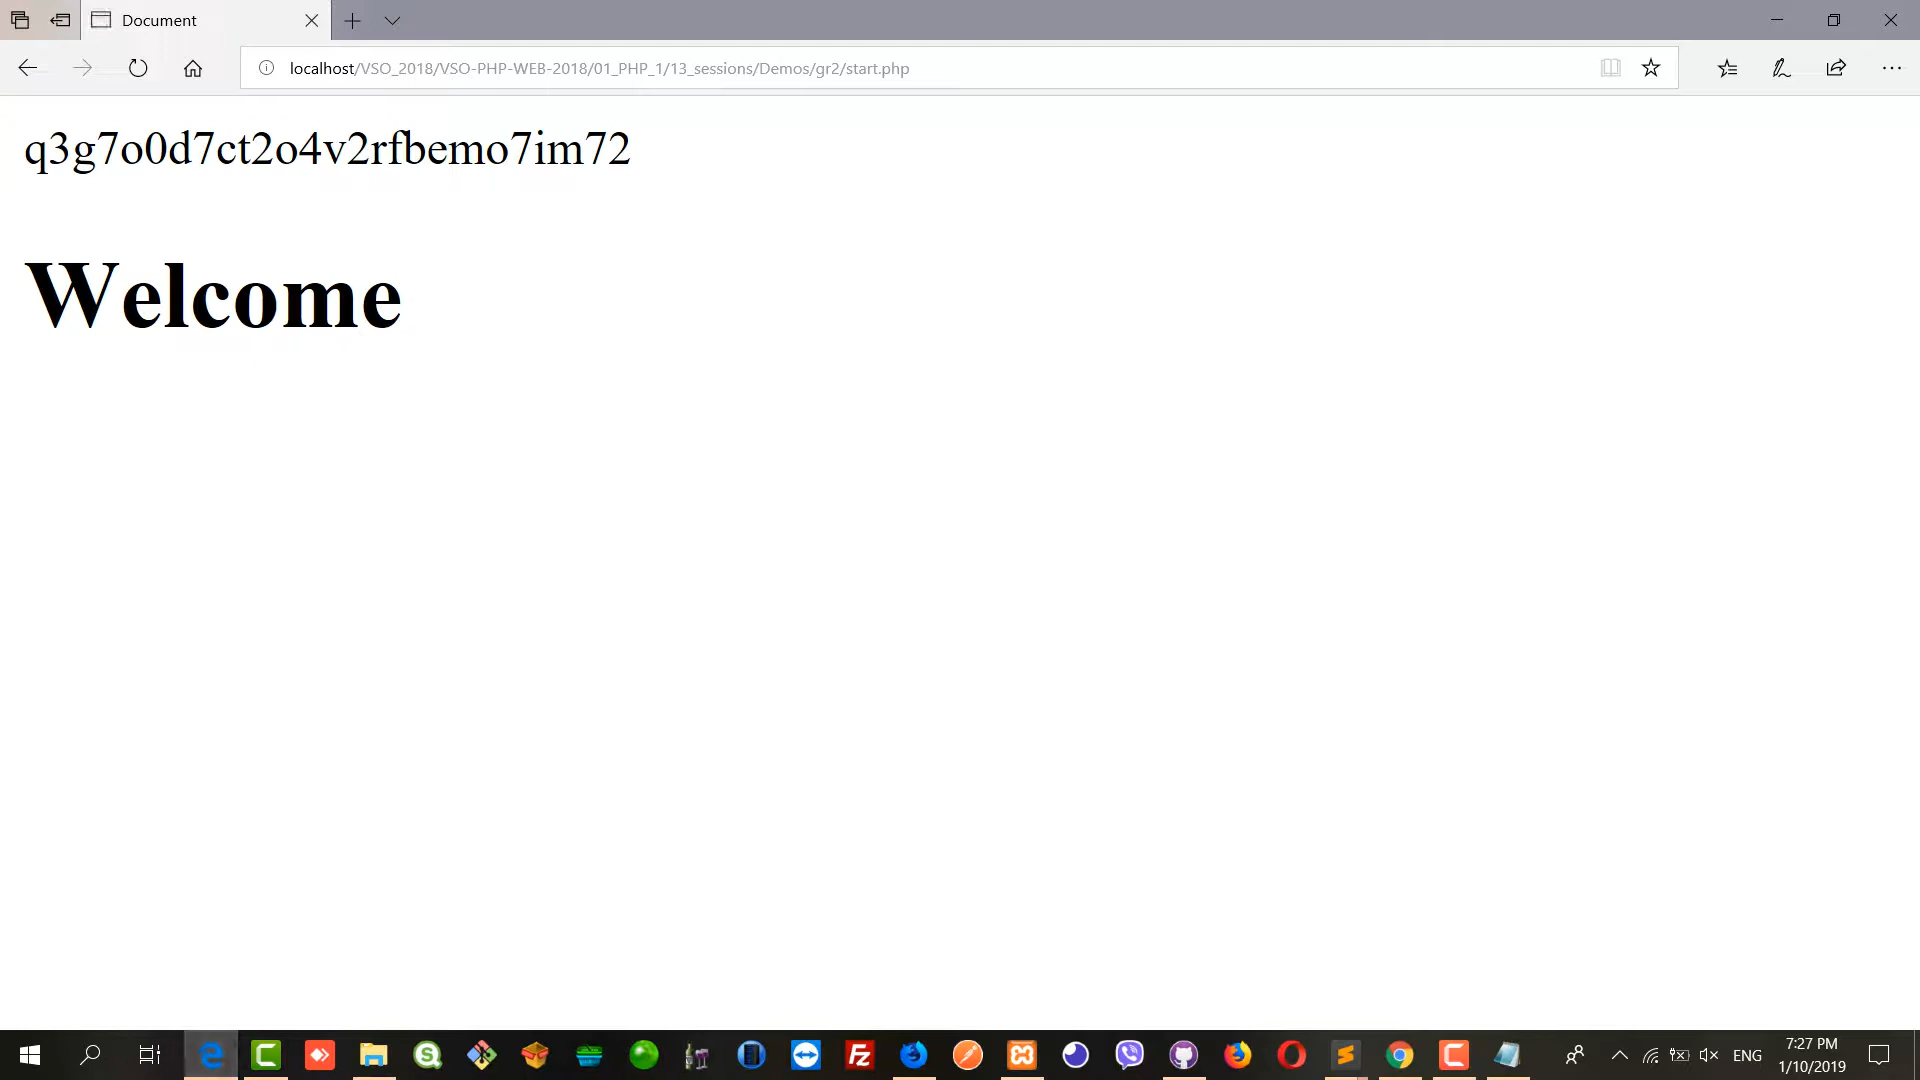 Document
localhost/VSO_2018/VSO-PHP-WEB-2018/01_PHP_1/13_sessions/Demos/gr2/start.php
q3g7o0d7ct2o4v2rfbemo7im72
Welcome
ENG
7:27 PM
1/10/2019